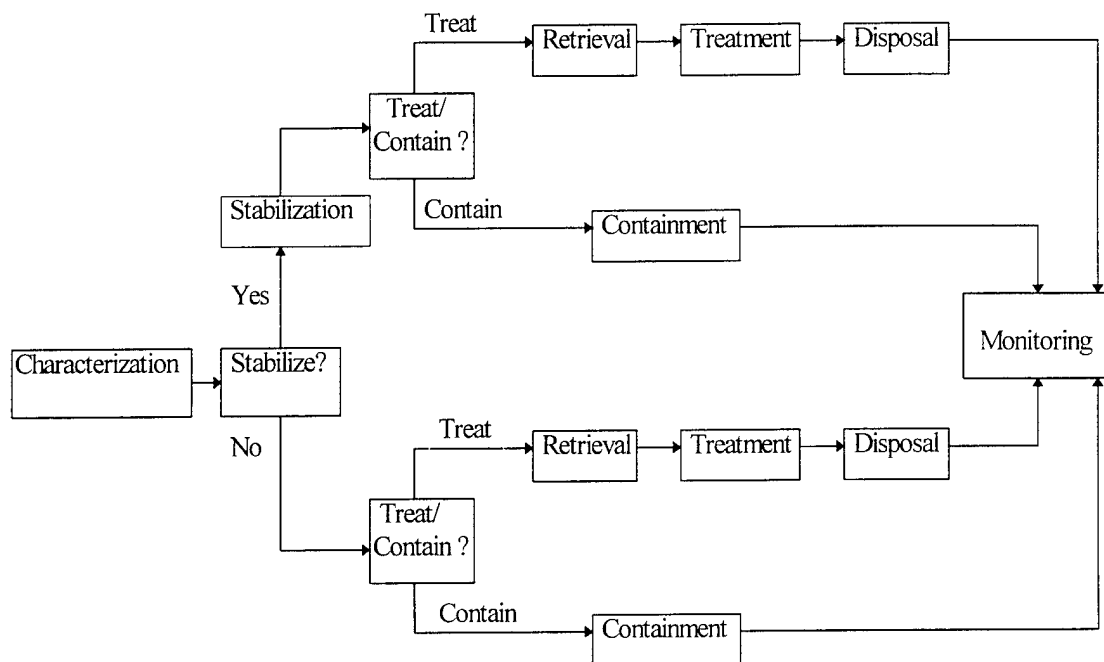 Treat
Retrieval
Treatment
Disposal
Treat/
Contain ?
Stabilization
Contain
Containment
Yes
Monitoring
Characterization
Stabilize?
No
Treat
Retrieval
Treatment
Disposal
Treat/
Contain ?
Contain
Containment